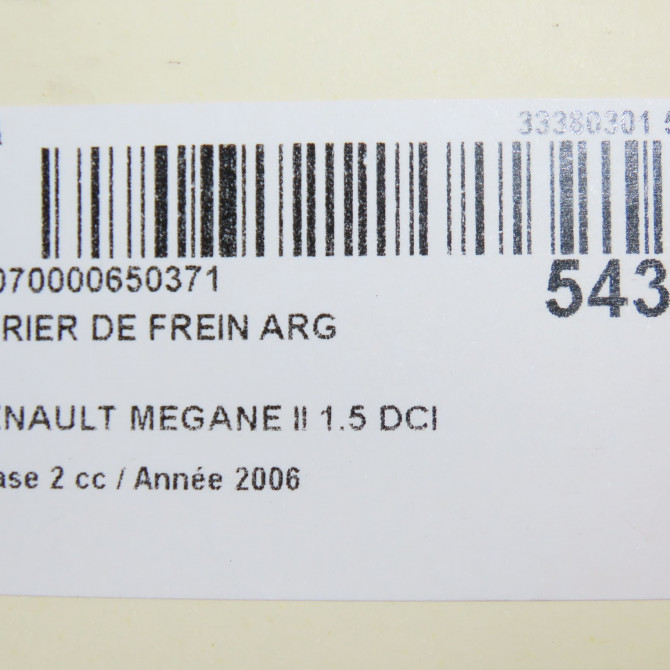 33380301 5
070000650371
543
RIER DE FREIN ARG
ENAULT MEGANE II 1.5 DCI
ase 2 cc / Année 2006